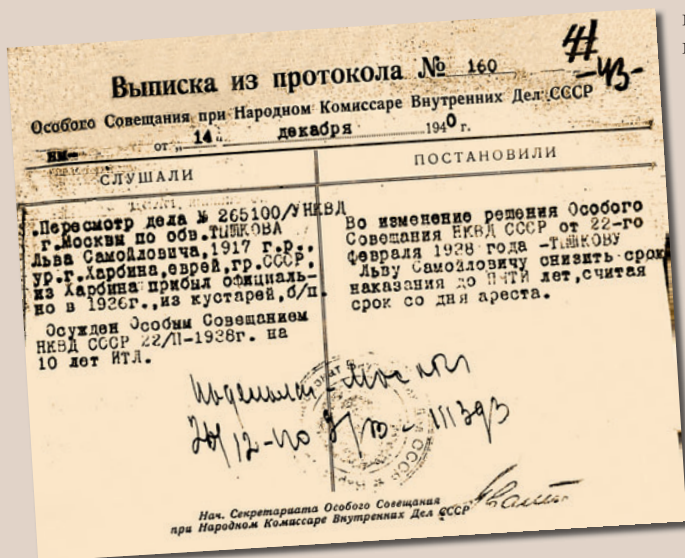 41
-43-
Выписка из протокола № 160
Особого Совещания при Народном Комиссаре Внутренних Дел СССР
от „ 14 „ декабря 1940 г.
СЛУШАЛИ
.Пересмотр дела № 265100/УНКВД
г.Москвы по обв.ТЫШКОВА
Льва Самойловича, 1917 г.р.,
ур.г.Харбина, еврей, гр.СССР,
из Харбина прибыл официаль-
но в 1926г., из кустарей, б/п.
Осужден Особым Совещанием
НКВД СССР 22/II-1938г. на
10 лет ИТЛ.
ПОСТАНОВИЛИ
Во изменение решения Особого
Совещания НКВД СССР от 22-го
февраля 1938 года -ТЫШКОВУ
Льву Самойловичу снизить срок
наказания до ПЯТИ лет, считая
срок со дня ареста.
Нач. Секретариата Особого Совещания
при Народном Комиссаре Внутренних Дел СССР